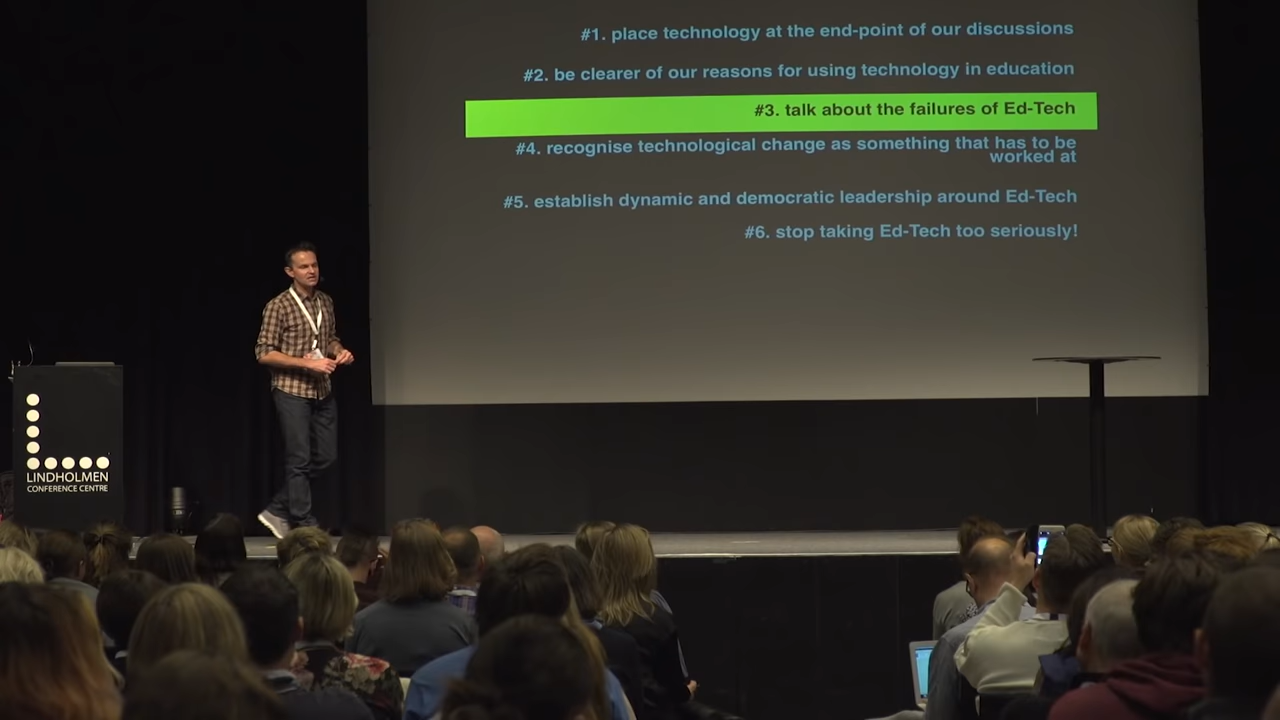 #1. place technology at the end-point of our discussions
#2. be clearer of our reasons for using technology in education
#3. talk about the failures of Ed-Tech
#4. recognise technological change as something that has to be
worked at
#5. establish dynamic and democratic leadership around Ed-Tech
#6. stop taking Ed-Tech too seriously!
LINDHOLMEN
CONFERENCE CENTRE